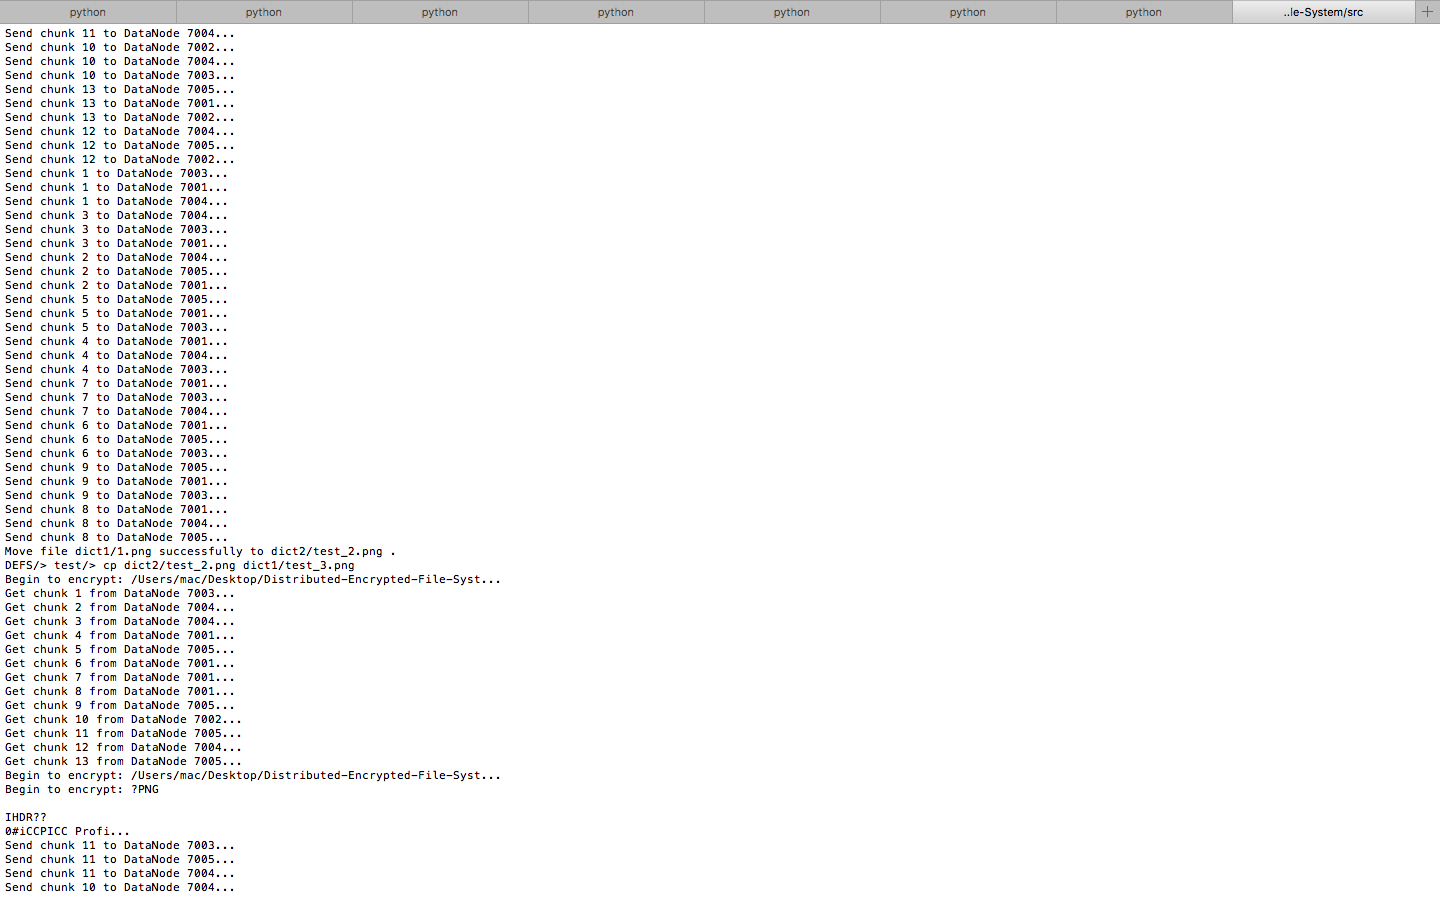 python python python python python python python ..le-System/src
Send chunk 11 to DataNode 7004...
Send chunk 10 to DataNode 7002...
Send chunk 10 to DataNode 7004...
Send chunk 10 to DataNode 7003...
Send chunk 13 to DataNode 7005...
Send chunk 13 to DataNode 7001...
Send chunk 13 to DataNode 7002...
Send chunk 12 to DataNode 7004...
Send chunk 12 to DataNode 7005...
Send chunk 12 to DataNode 7002...
Send chunk 1 to DataNode 7003...
Send chunk 1 to DataNode 7001...
Send chunk 1 to DataNode 7004...
Send chunk 3 to DataNode 7004...
Send chunk 3 to DataNode 7003...
Send chunk 3 to DataNode 7001...
Send chunk 2 to DataNode 7004...
Send chunk 2 to DataNode 7005...
Send chunk 2 to DataNode 7001...
Send chunk 5 to DataNode 7005...
Send chunk 5 to DataNode 7001...
Send chunk 5 to DataNode 7003...
Send chunk 4 to DataNode 7001...
Send chunk 4 to DataNode 7004...
Send chunk 4 to DataNode 7003...
Send chunk 7 to DataNode 7001...
Send chunk 7 to DataNode 7003...
Send chunk 7 to DataNode 7004...
Send chunk 6 to DataNode 7001...
Send chunk 6 to DataNode 7005...
Send chunk 6 to DataNode 7003...
Send chunk 9 to DataNode 7005...
Send chunk 9 to DataNode 7001...
Send chunk 9 to DataNode 7003...
Send chunk 8 to DataNode 7001...
Send chunk 8 to DataNode 7004...
Send chunk 8 to DataNode 7005...
Move file dict1/1.png successfully to dict2/test_2.png .
DEFS/> test/> cp dict2/test_2.png dict1/test_3.png
Begin to encrypt: /Users/mac/Desktop/Distributed-Encrypted-File-Syst...
Get chunk 1 from DataNode 7003...
Get chunk 2 from DataNode 7004...
Get chunk 3 from DataNode 7004...
Get chunk 4 from DataNode 7001...
Get chunk 5 from DataNode 7005...
Get chunk 6 from DataNode 7001...
Get chunk 7 from DataNode 7001...
Get chunk 8 from DataNode 7001...
Get chunk 9 from DataNode 7005...
Get chunk 10 from DataNode 7002...
Get chunk 11 from DataNode 7005...
Get chunk 12 from DataNode 7004...
Get chunk 13 from DataNode 7005...
Begin to encrypt: /Users/mac/Desktop/Distributed-Encrypted-File-Syst...
Begin to encrypt: ?PNG
IHDR??
0#iCCPICC Profi...
Send chunk 11 to DataNode 7003...
Send chunk 11 to DataNode 7005...
Send chunk 11 to DataNode 7004...
Send chunk 10 to DataNode 7004...